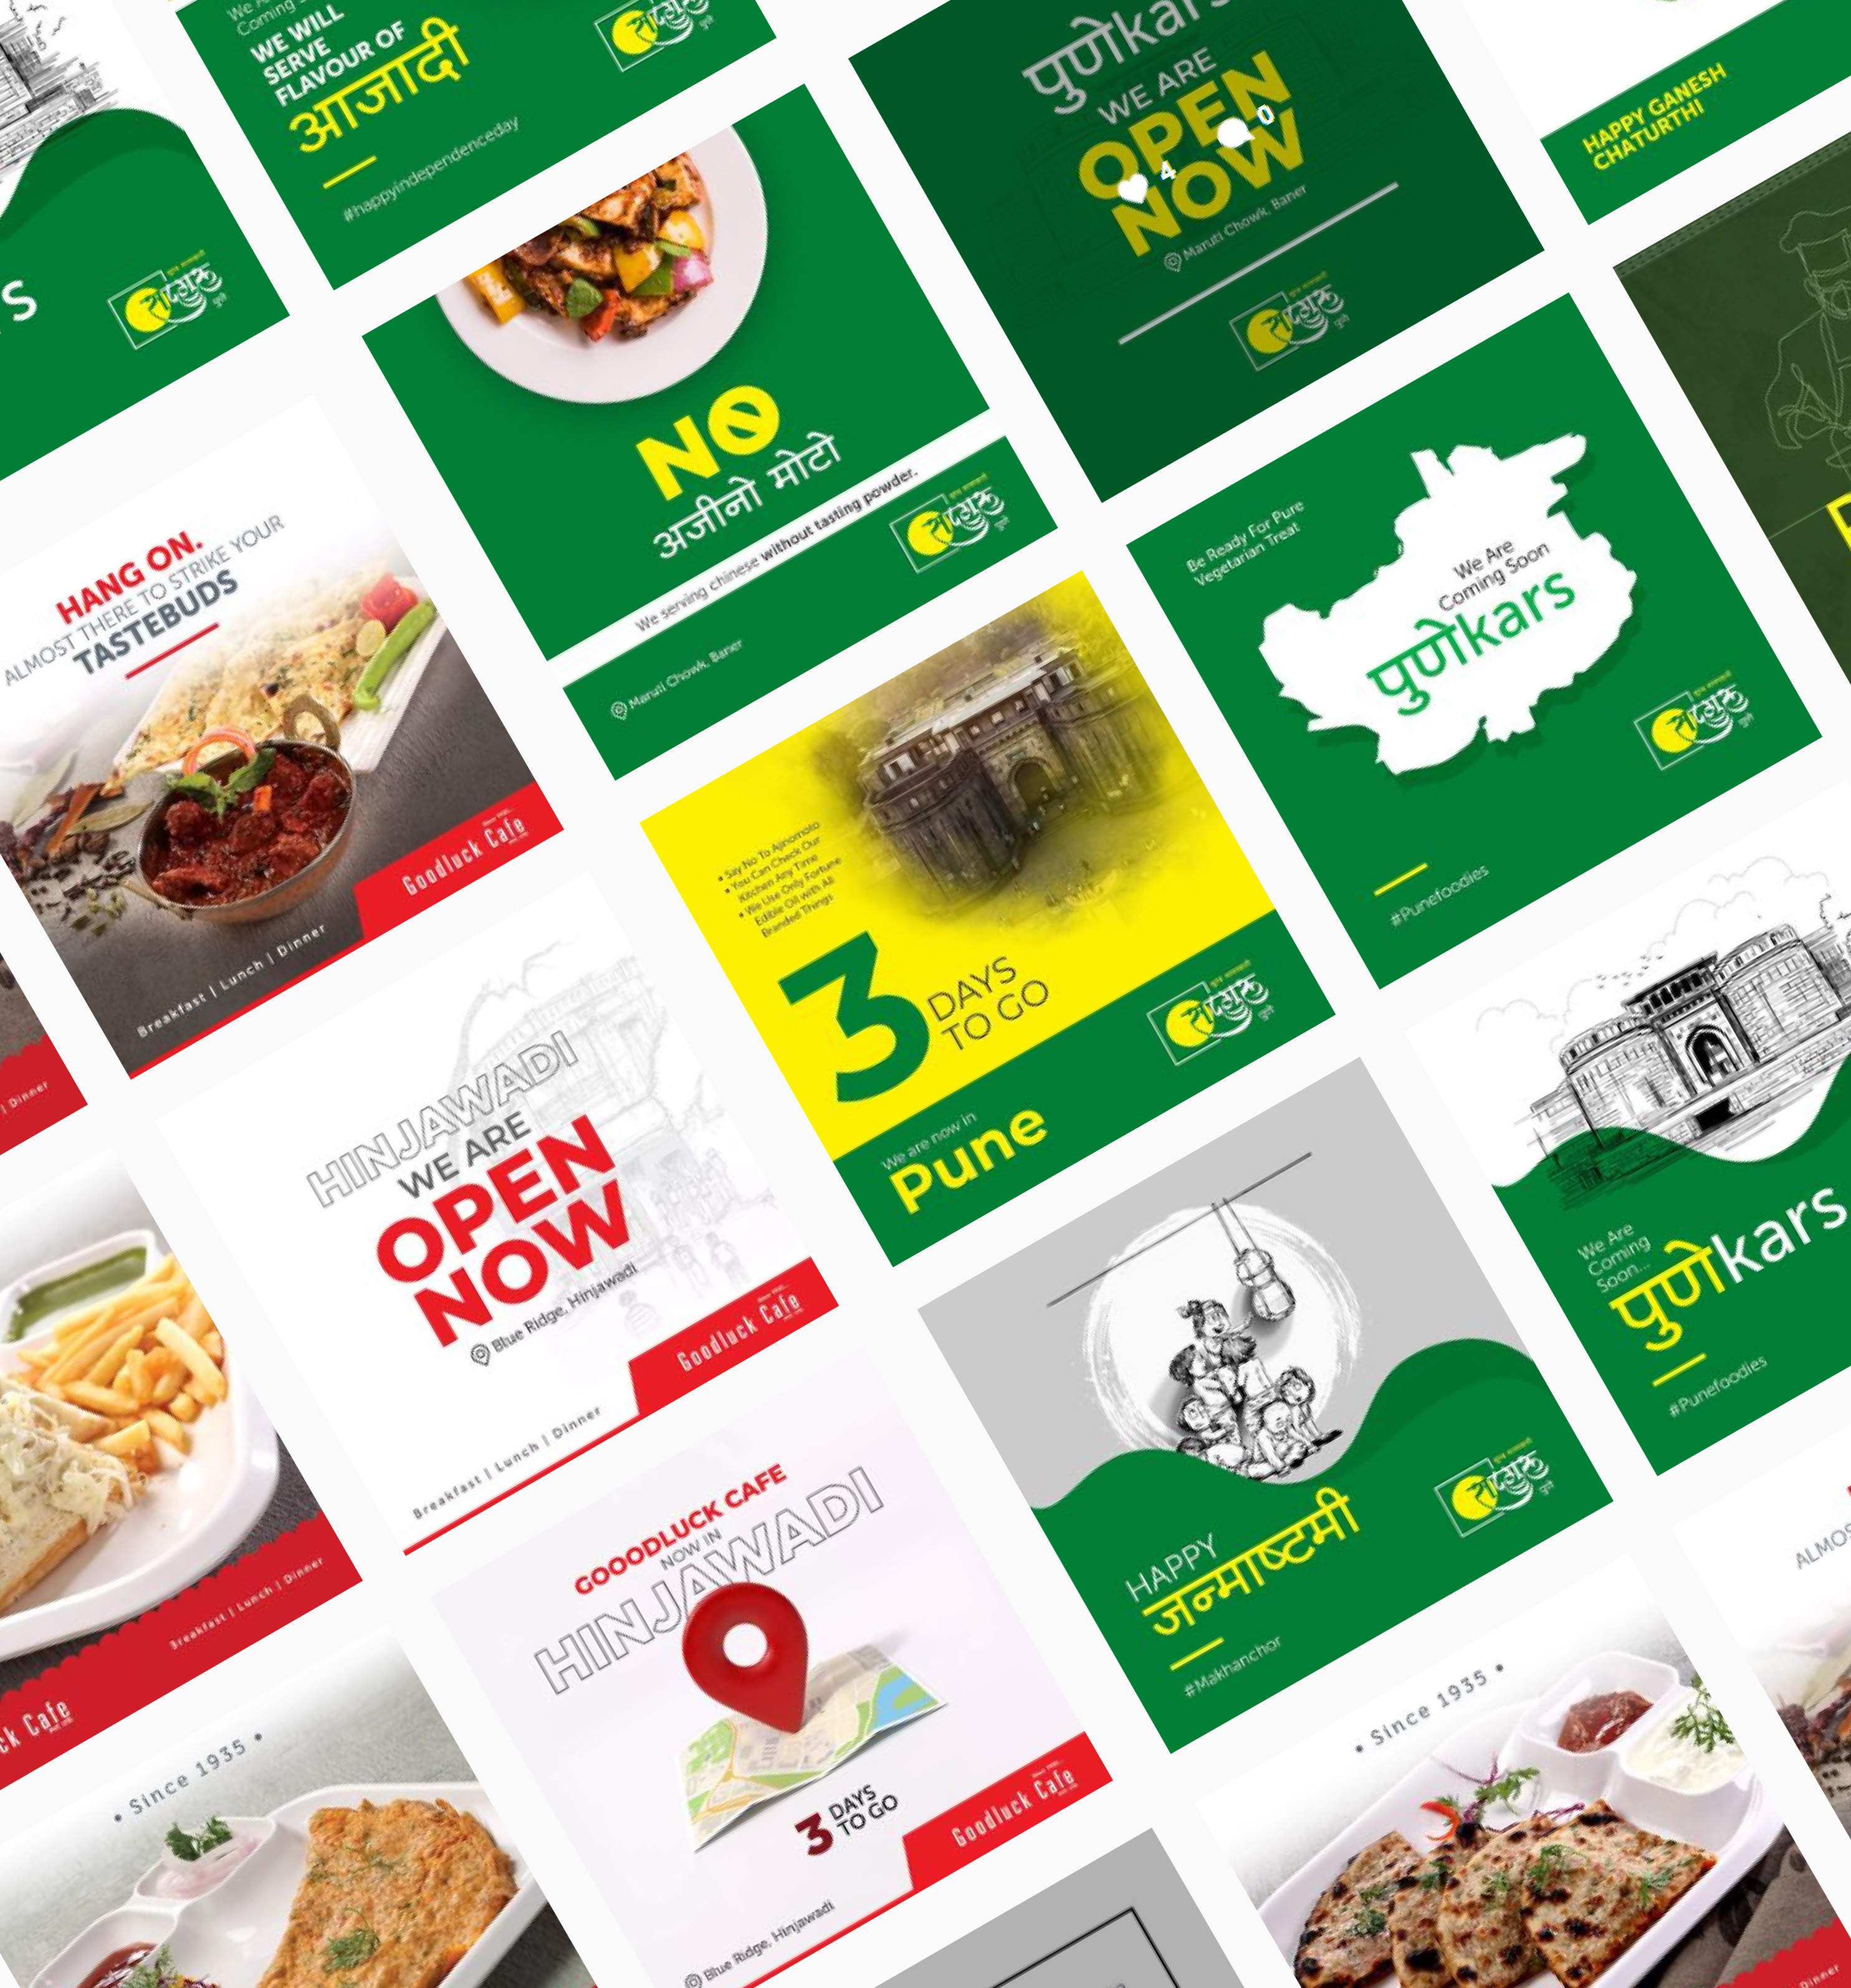 WE WILL
SERVE
FLAVOUR OF
आजादी
#happyindependenceday
पुणेkars
WE ARE
OPEN
NOW
4
0
Maruti Chowk, Baner
HAPPY GANESH
CHATURTHI
S
NO
अजीनो मोटो
We serving chinese without tasting powder.
Maruti Chowk, Baner
Be Ready For Pure
Vegetarian Treat
We Are
Coming Soon
पुणेkars
#Punefoodies
HANG ON.
ALMOST THERE TO STRIKE YOUR
TASTEBUDS
Breakfast | Lunch | Dinner
Goodluck Cafe
• Say No To Ajinomoto
• You Can Check Our
Kitchen Any Time
• We Use Only Fortune
Edible Oil with All
Branded Things
3
DAYS
TO GO
We are now in
Pune
HINJAWADI
WE ARE
OPEN
NOW
Blue Ridge, Hinjawadi
Breakfast | Lunch | Dinner
Goodluck Cafe
We Are
Coming
Soon...
पुणेkars
#Punefoodies
HAPPY
जन्माष्टमी
#Makhanchor
GOOODLUCK CAFE
NOW IN
HINJAWADI
3
DAYS
TO GO
Blue Ridge, Hinjawadi
Goodluck Cafe
| Dinner
Breakfast | Lunch | Dinner
ck Cafe
• Since 1935 •
• Since 1935 •
ALMOS